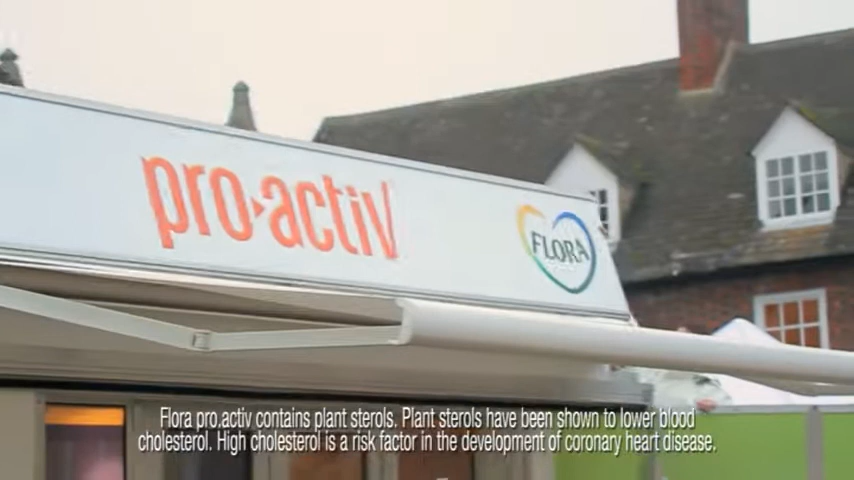 pro·activ
FLORA
Flora pro.activ contains plant sterols. Plant sterols have been shown to lower blood
cholesterol. High cholesterol is a risk factor in the development of coronary heart disease.